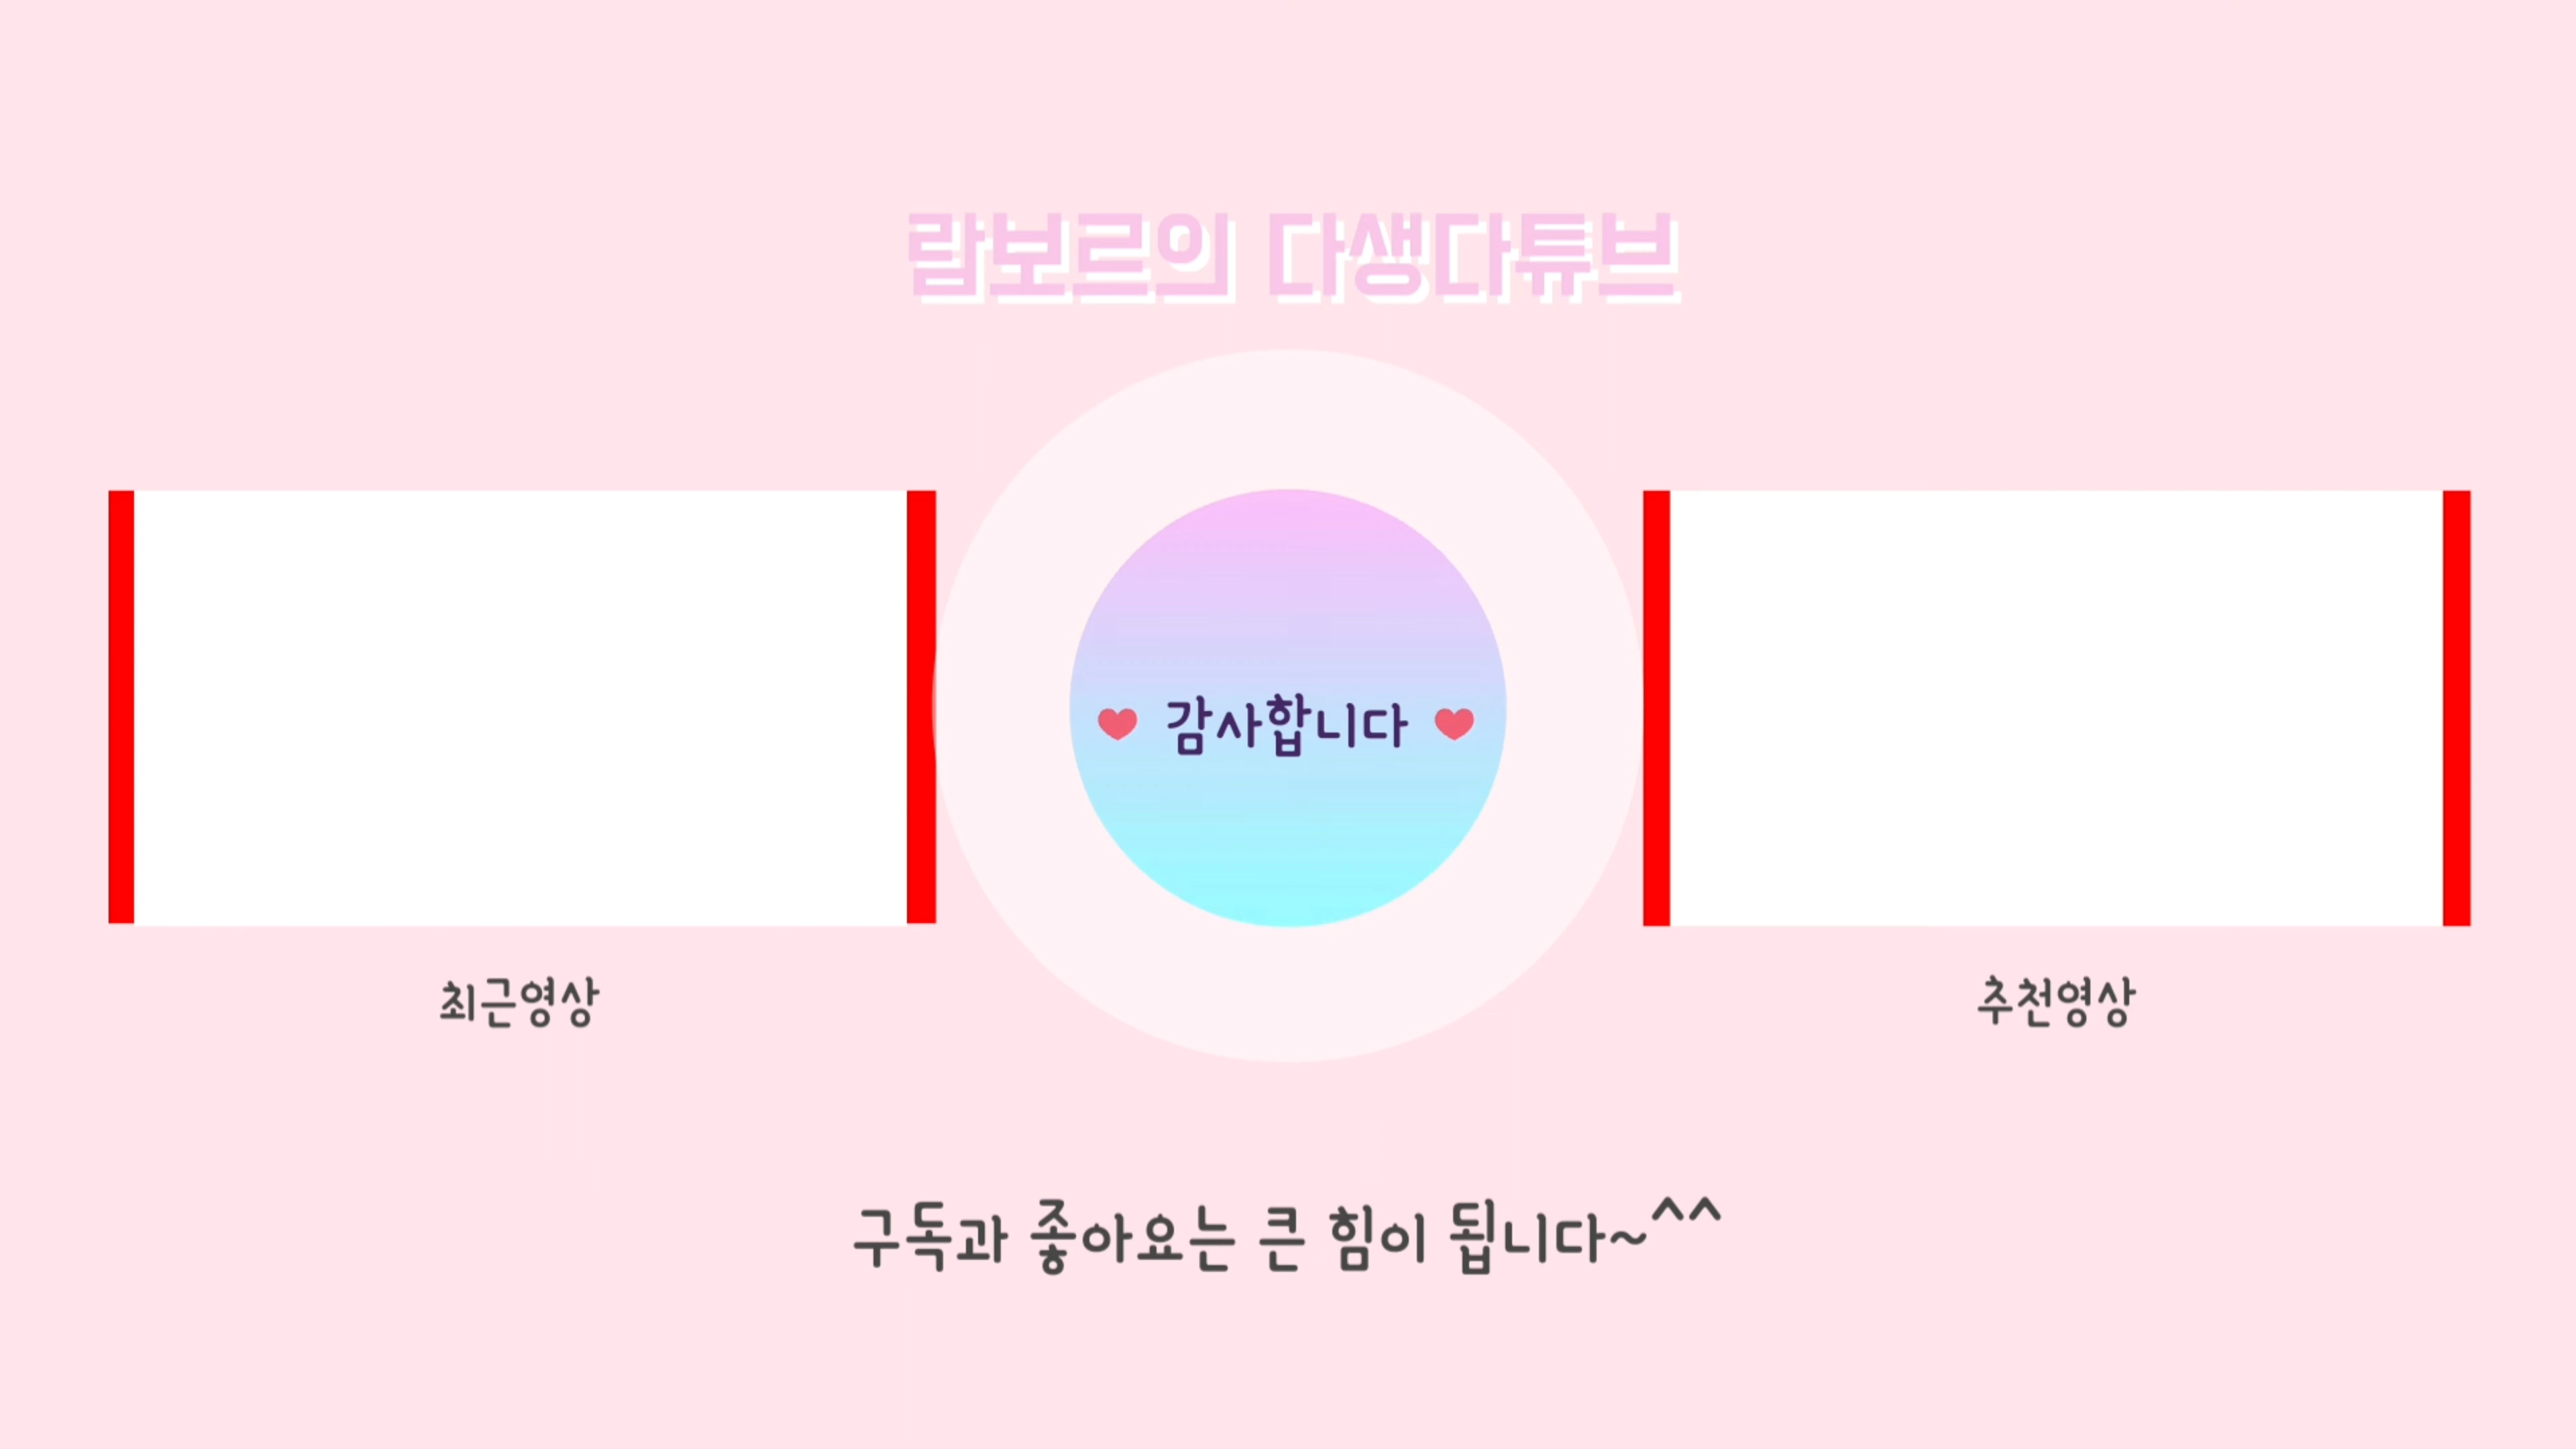 람보르의 다생다튜브
♥ 감사합니다 ♥
최근영상
추천영상
구독과 좋아요는 큰 힘이 됩니다~^^